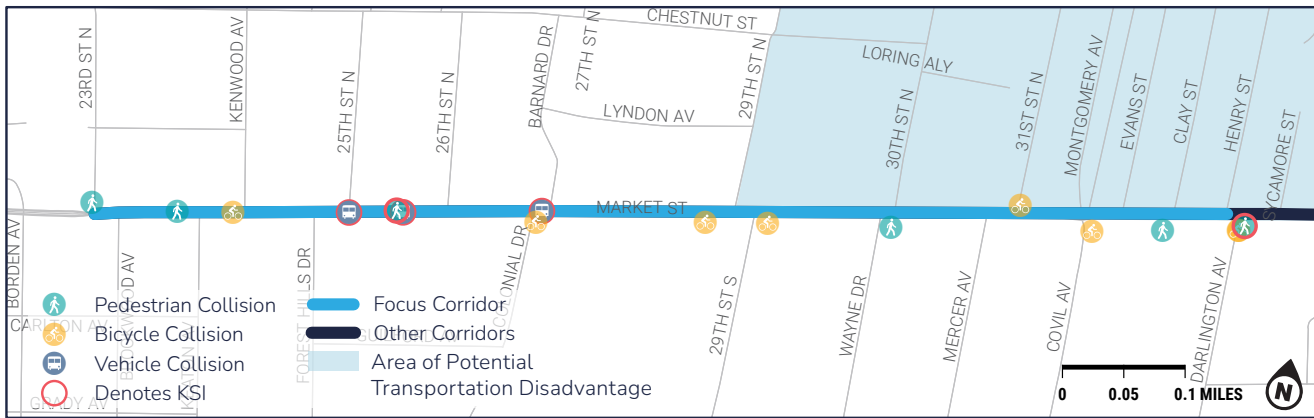 CHESTNUT ST
23RD ST N
KENWOOD AV
25TH ST N
26TH ST N
BARNARD DR
27TH ST N
29TH ST N
LORING ALY
LYNDON AV
30TH ST N
31ST ST N
MONTGOMERY AV
EVANS ST
CLAY ST
HENRY ST
SYCAMORE ST
MARKET ST
BORDEN AV
CARLTON AV
GRADY AV
FOREST HILLS DR
GUILFORD AV
COLONIAL DR
29TH ST S
WAYNE DR
MERCER AV
COVIL AV
DARLINGTON AV
Pedestrian Collision
Bicycle Collision
Vehicle Collision
Denotes KSI
Focus Corridor
Other Corridors
Area of Potential
Transportation Disadvantage
0 0.05 0.1 MILES
N